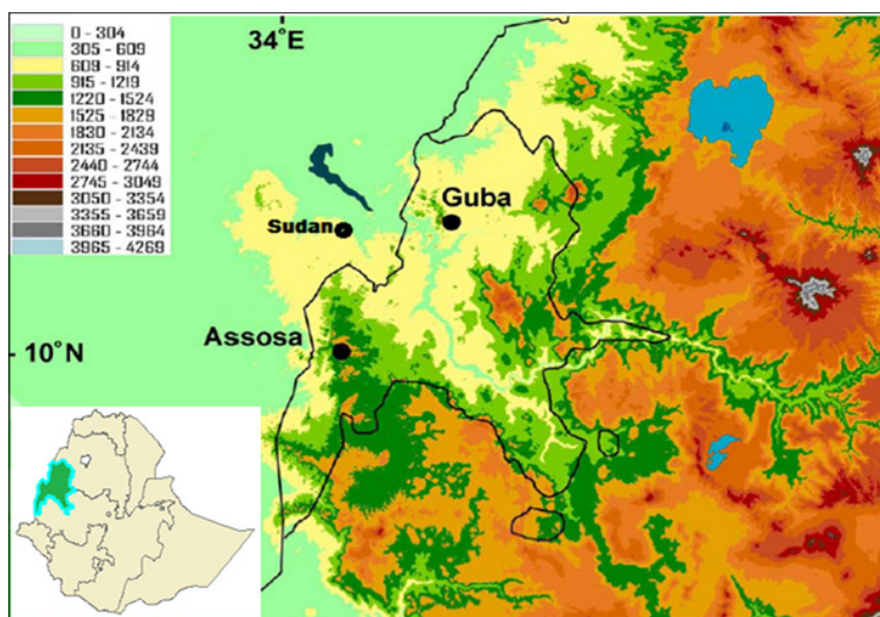 34°E
0 - 304
305 - 609
609 - 914
915 - 1219
1220 - 1524
1525 - 1829
1830 - 2134
2135 - 2439
2440 - 2744
2745 - 3049
3050 - 3354
3355 - 3659
3660 - 3964
3965 - 4269
Guba
Sudan
Assosa
10°N